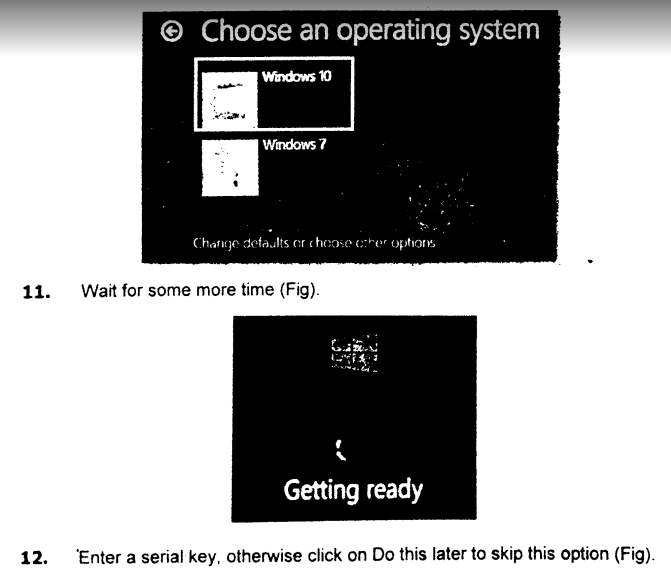 Choose an operating system
Windows 10
Windows 7
Change defaults or choose other options
11. Wait for some more time (Fig).
Getting ready
12. Enter a serial key, otherwise click on Do this later to skip this option (Fig).